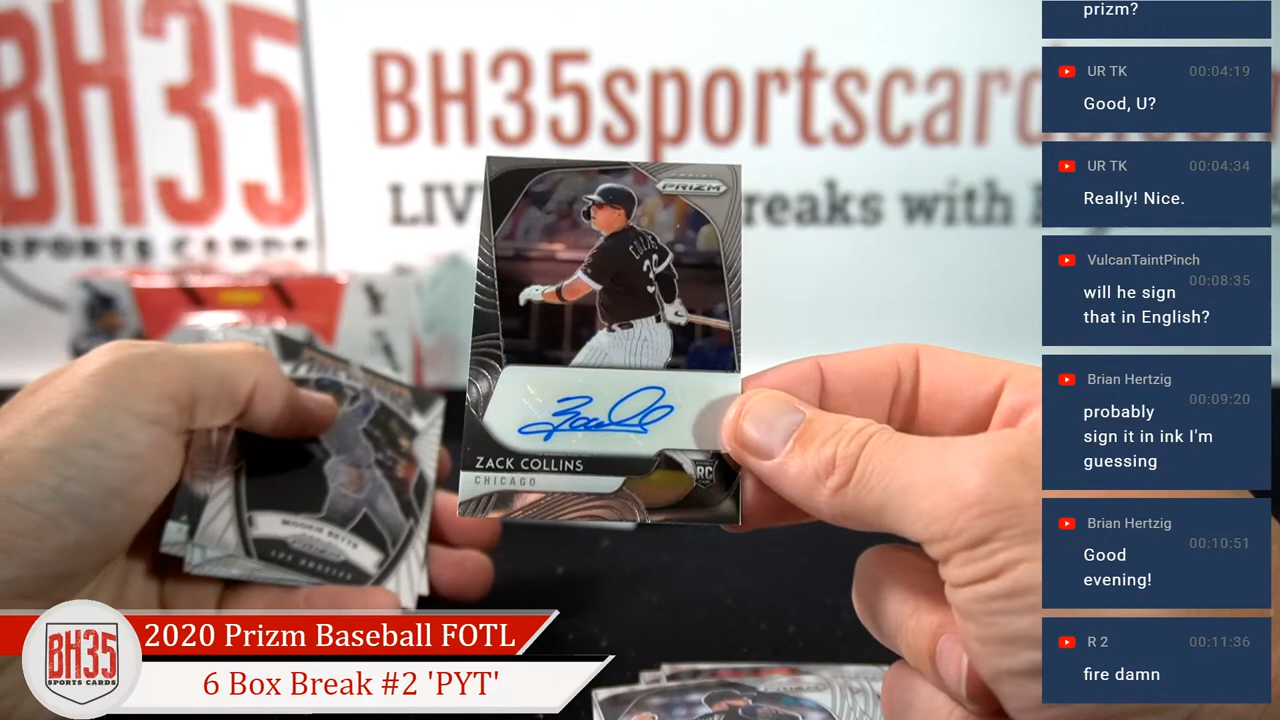 BH35
SPORTS CARDS
BH35sportscard
LIV reaks with
PANINI
PRIZM
COLLINS
ZACK COLLINS
CHICAGO
RC
MOOKIE BETTS
LOS ANGELES
BH35
SPORTS CARDS
2020 Prizm Baseball FOTL
6 Box Break #2 'PYT'
prizm?
UR TK 00:04:19
Good, U?
UR TK 00:04:34
Really! Nice.
VulcanTaintPinch
00:08:35
will he sign
that in English?
Brian Hertzig
00:09:20
probably
sign it in ink I'm
guessing
Brian Hertzig
00:10:51
Good
evening!
R 2 00:11:36
fire damn